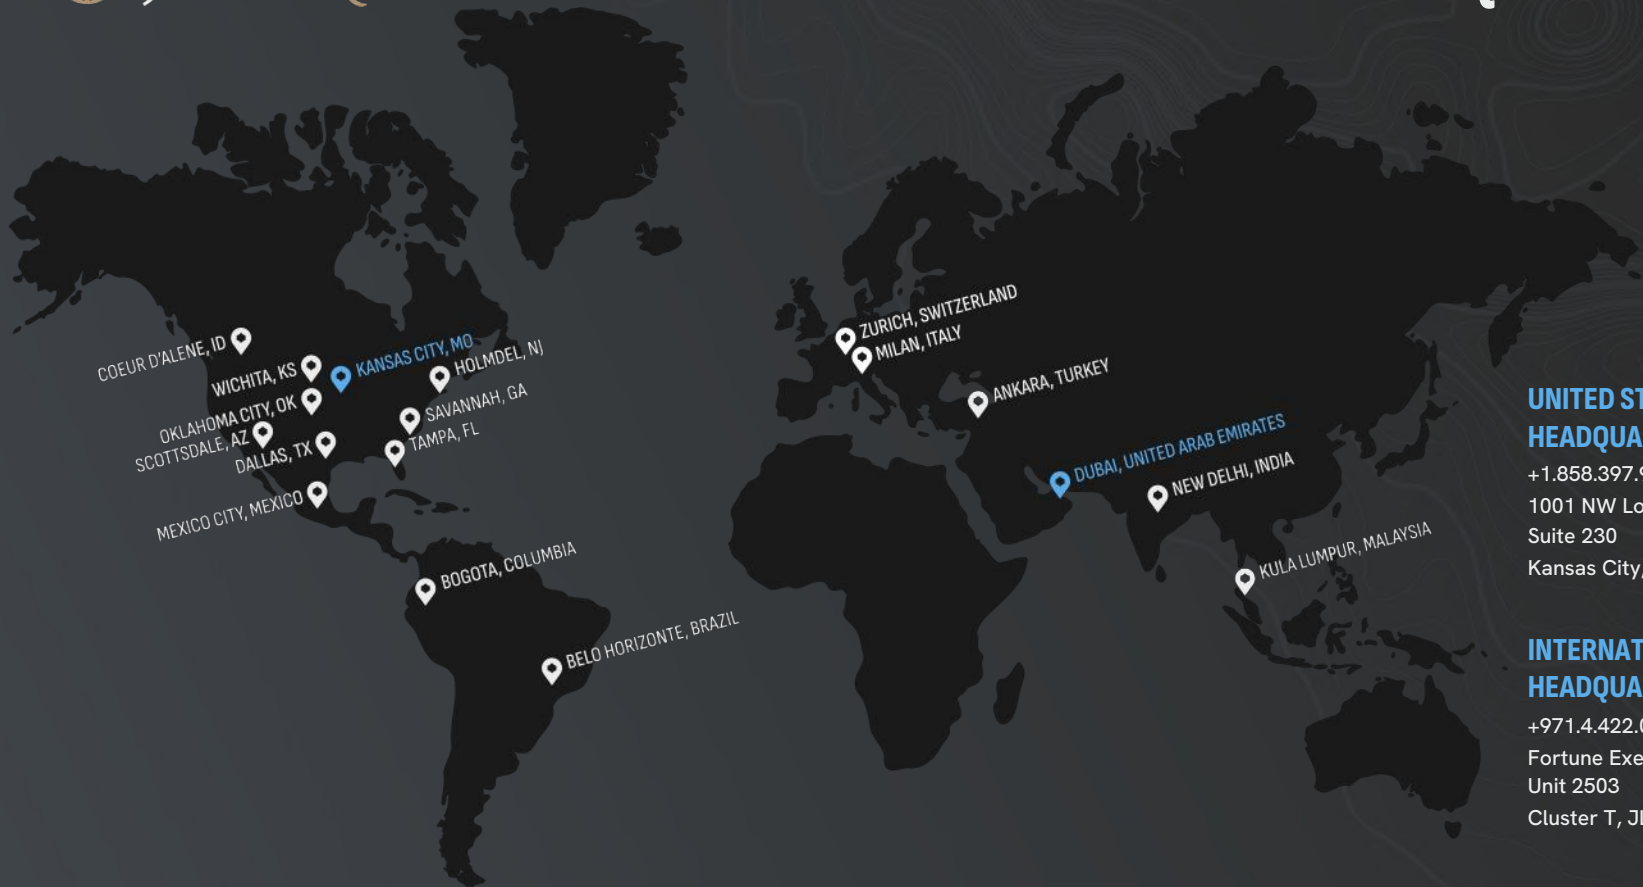 ZURICH, SWITZERLAND
MILAN, ITALY
COEUR D'ALENE, ID
KANSAS CITY, MO
HOLMDEL, NJ
WICHITA, KS
ANKARA, TURKEY
OKLAHOMA CITY, OK
SAVANNAH, GA
SCOTTSDALE, AZ
TAMPA, FL
DALLAS, TX
DUBAI, UNITED ARAB EMIRATES
NEW DELHI, INDIA
MEXICO CITY, MEXICO
KULA LUMPUR, MALAYSIA
BOGOTA, COLUMBIA
BELO HORIZONTE, BRAZIL
UNITED
HEADQUA
+1.858.397.
1001 NW
Suite 230
Kansas City,
INTERNAT
HEADQUA
+971.4.422.
Fortune Exe
Unit 2503
Cluster T,